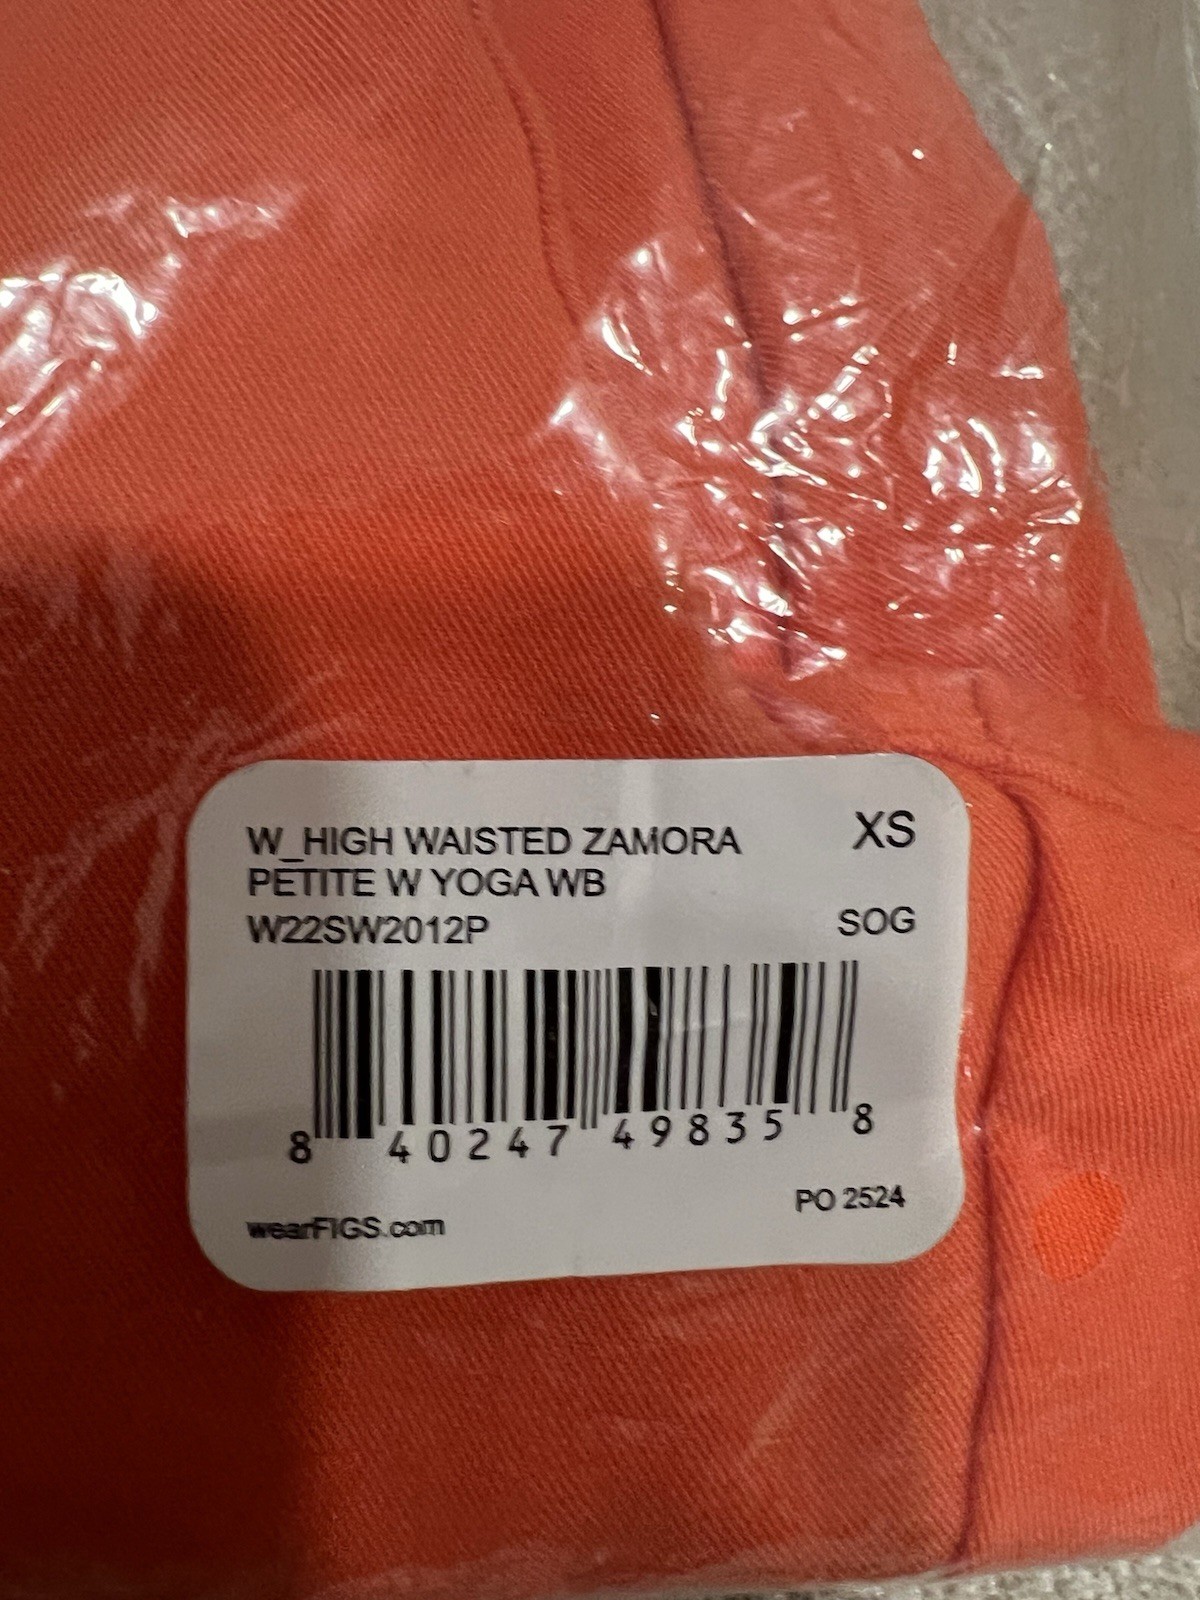 W_HIGH WAISTED ZAMORA XS
PETITE W YOGA WB
W22SW2012P SOG
8 40247 49835 8
wearFIGS.com PO 2524